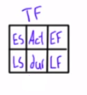 TF
ES Act EF
LS dur LF